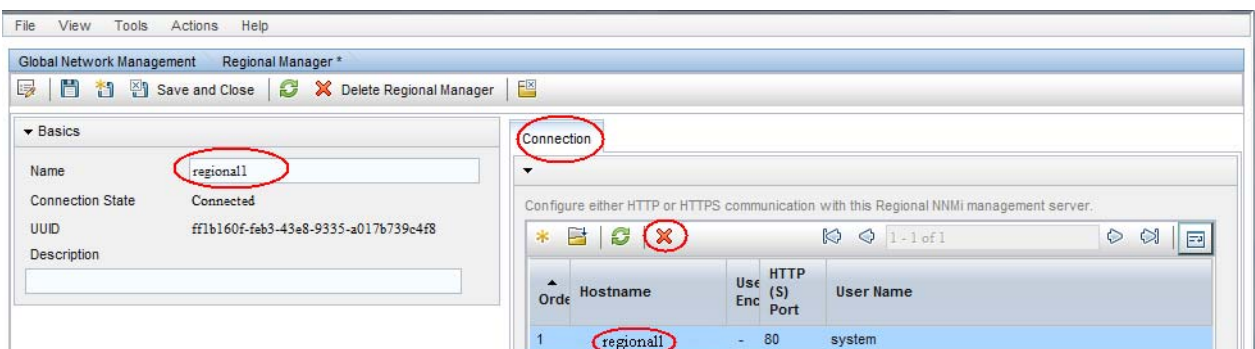 File View Tools Actions Help
Global Network Management Regional Manager *
Save and Close Delete Regional Manager
Basics
Name regional1
Connection State Connected
UUID ff1b160f-feb3-43e8-9335-a017b739c4f8
Description
Connection
Configure either HTTP or HTTPS communication with this Regional NNMi management server.
1 - 1 of 1
Orde Hostname Use Enc HTTP (S) Port User Name
1 regional1 - 80 system